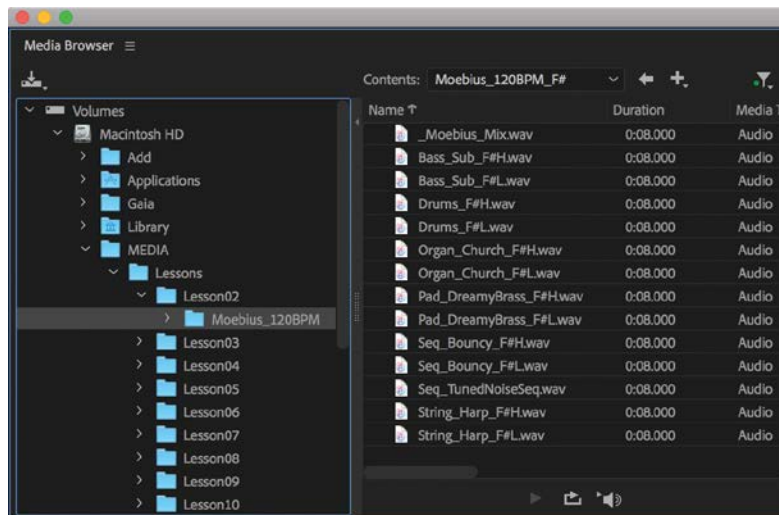 Media Browser
Contents: Moebius_120BPM_F#
Volumes
Macintosh HD
Add
Applications
Gaia
Library
MEDIA
Lessons
Lesson02
Moebius_120BPM
Lesson03
Lesson04
Lesson05
Lesson06
Lesson07
Lesson08
Lesson09
Lesson10
Name Duration Media
_Moebius_Mix.wav 0:08.000 Audio
Bass_Sub_F#H.wav 0:08.000 Audio
Bass_Sub_F#L.wav 0:08.000 Audio
Drums_F#H.wav 0:08.000 Audio
Drums_F#L.wav 0:08.000 Audio
Organ_Church_F#H.wav 0:08.000 Audio
Organ_Church_F#L.wav 0:08.000 Audio
Pad_DreamyBrass_F#H.wav 0:08.000 Audio
Pad_DreamyBrass_F#L.wav 0:08.000 Audio
Seq_Bouncy_F#H.wav 0:08.000 Audio
Seq_Bouncy_F#L.wav 0:08.000 Audio
Seq_TunedNoiseSeq.wav 0:08.000 Audio
String_Harp_F#H.wav 0:08.000 Audio
String_Harp_F#L.wav 0:08.000 Audio